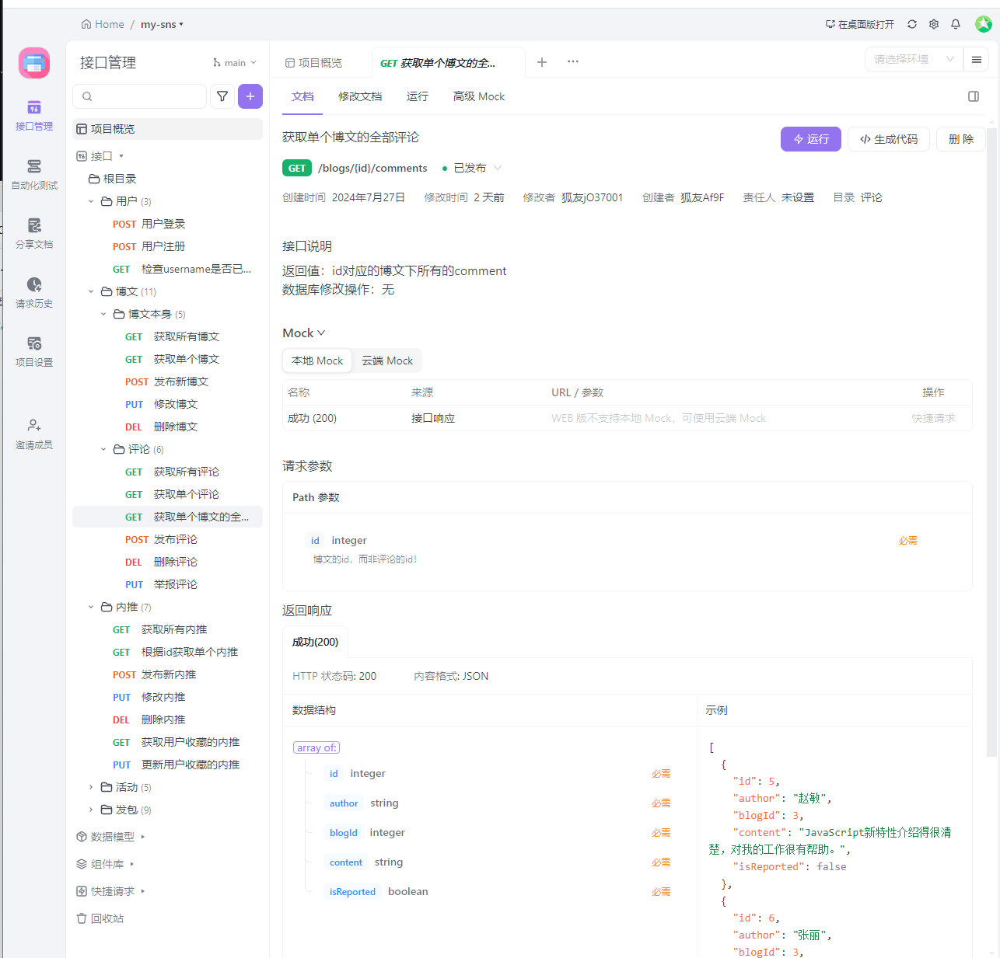 Home / my-sns
在桌面版打开
接口管理
自动化测试
分享文档
请求历史
项目设置
邀请成员
接口管理
main
项目概览
接口
根目录
用户 (3)
POST 用户登录
POST 用户注册
GET 检查username是否已...
博文 (11)
博文本身 (5)
GET 获取所有博文
GET 获取单个博文
POST 发布新博文
PUT 修改博文
DEL 删除博文
评论 (6)
GET 获取所有评论
GET 获取单个评论
GET 获取单个博文的全...
POST 发布评论
DEL 删除评论
PUT 举报评论
内推 (7)
GET 获取所有内推
GET 根据id获取单个内推
POST 发布新内推
PUT 修改内推
DEL 删除内推
GET 获取用户收藏的内推
PUT 更新用户收藏的内推
活动 (5)
发包 (9)
数据模型
组件库
快捷请求
回收站
项目概览
GET 获取单个博文的全...
请选择环境
文档 修改文档 运行 高级 Mock
获取单个博文的全部评论
运行 生成代码 删 除
GET /blogs/{id}/comments 已发布
创建时间 2024年7月27日 修改时间 2 天前 修改者 狐友jO37001 创建者 狐友Af9F 责任人 未设置 目录 评论
接口说明
返回值：id对应的博文下所有的comment
数据库修改操作：无
Mock
本地 Mock 云端 Mock
名称 来源 URL / 参数 操作
成功 (200) 接口响应 WEB 版不支持本地 Mock，可使用云端 Mock 快捷请求
请求参数
Path 参数
id integer 必需
博文的id，而非评论的id！
返回响应
成功(200)
HTTP 状态码: 200 内容格式: JSON
数据结构
array of:
id integer 必需
author string 必需
blogId integer 必需
content string 必需
isReported boolean 必需
示例
[
{
"id": 5,
"author": "赵敏",
"blogId": 3,
"content": "JavaScript新特性介绍得很清
楚，对我的工作很有帮助。",
"isReported": false
},
{
"id": 6,
"author": "张丽",
"blogId": 3,